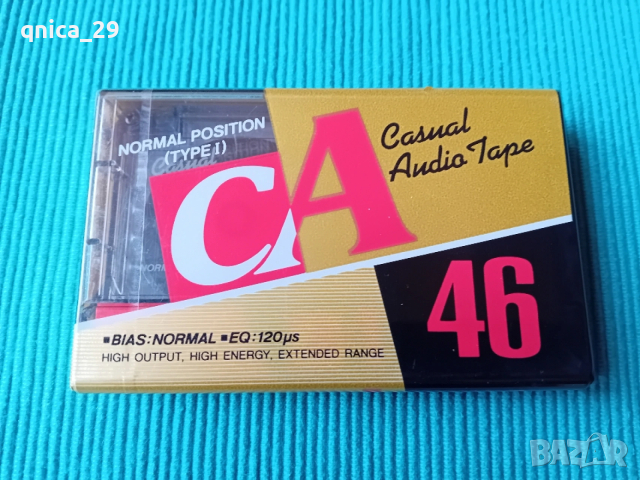 qnica_29
NORMAL POSITION
(TYPE I)
Casual
CA
Casual
Audio Tape
46
▪BIAS:NORMAL ▪EQ:120µs
HIGH OUTPUT, HIGH ENERGY, EXTENDED RANGE
BAZAR